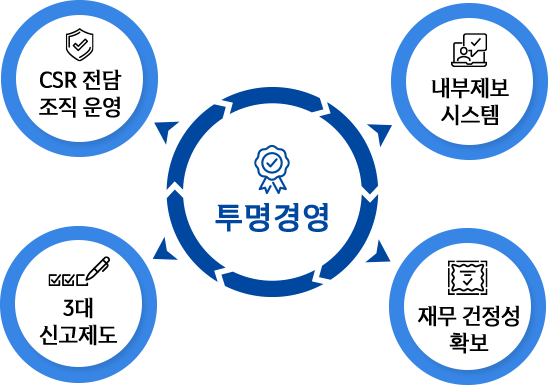 CSR 전담
조직 운영
내부제보
시스템
투명경영
3대
신고제도
재무 건정성
확보